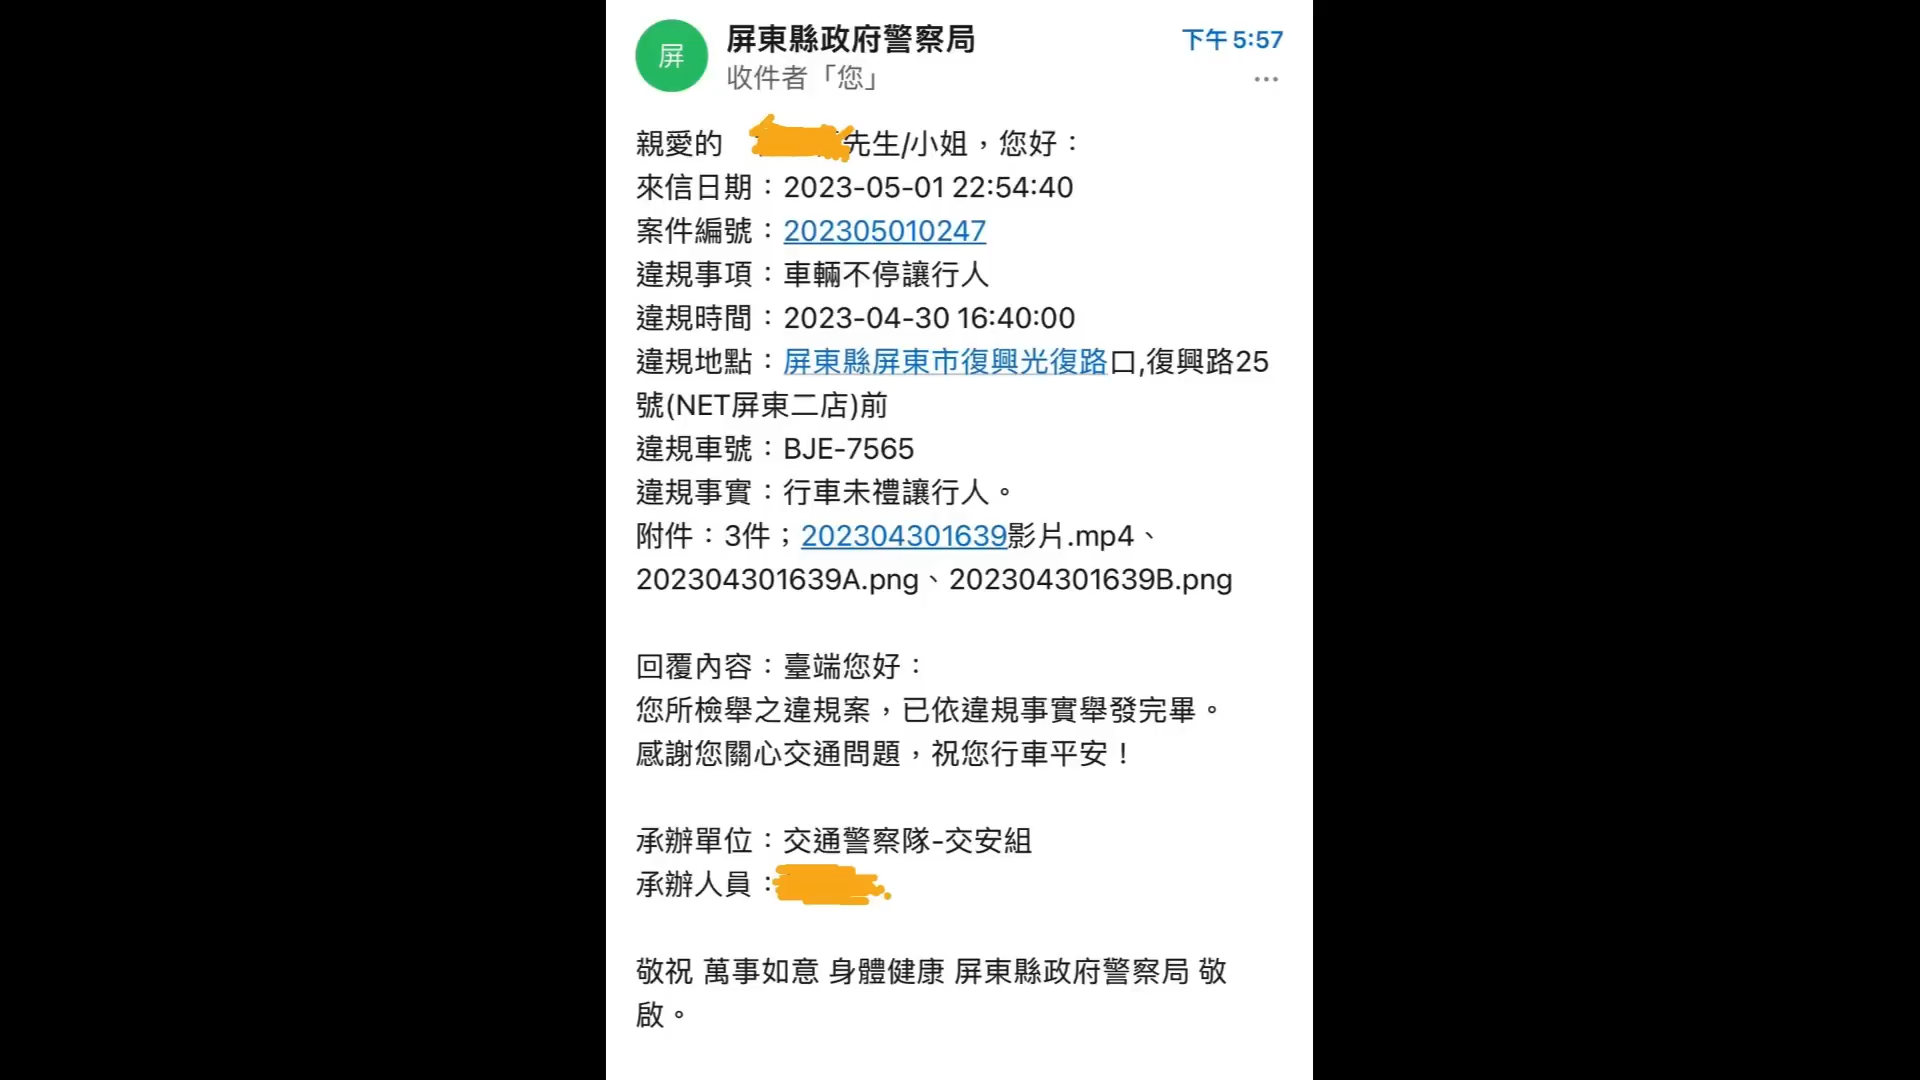 屏
屏東縣政府警察局
下午 5:57
收件者「您」
親愛的 先生/小姐，您好：
來信日期：2023-05-01 22:54:40
案件編號：202305010247
違規事項：車輛不停讓行人
違規時間：2023-04-30 16:40:00
違規地點：屏東縣屏東市復興光復路口,復興路25
號(NET屏東二店)前
違規車號：BJE-7565
違規事實：行車未禮讓行人。
附件：3件；202304301639影片.mp4、
202304301639A.png、202304301639B.png
回覆內容：臺端您好：
您所檢舉之違規案，已依違規事實舉發完畢。
感謝您關心交通問題，祝您行車平安！
承辦單位：交通警察隊-交安組
承辦人員：
敬祝 萬事如意 身體健康 屏東縣政府警察局 敬
啟。